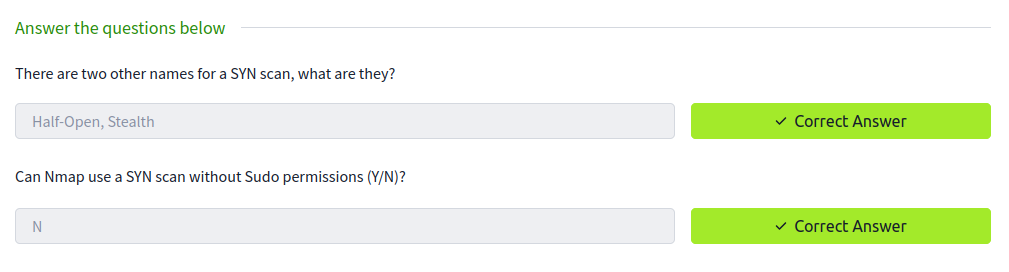 Answer the questions below
There are two other names for a SYN scan, what are they?
Half-Open, Stealth
✓ Correct Answer
Can Nmap use a SYN scan without Sudo permissions (Y/N)?
N
✓ Correct Answer